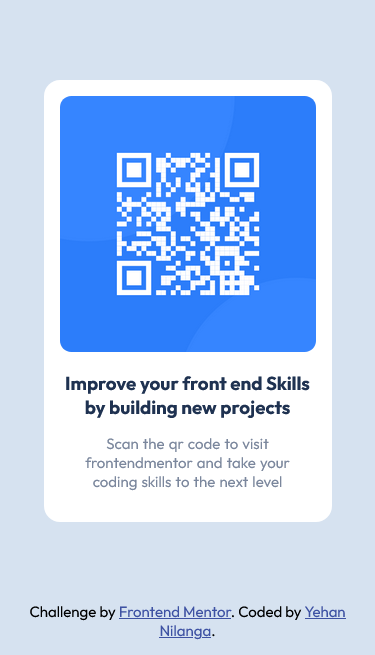 Improve your front end Skills
by building new projects
Scan the qr code to visit
frontendmentor and take your
coding skills to the next level
Challenge by Frontend Mentor. Coded by Yehan
Nilanga.